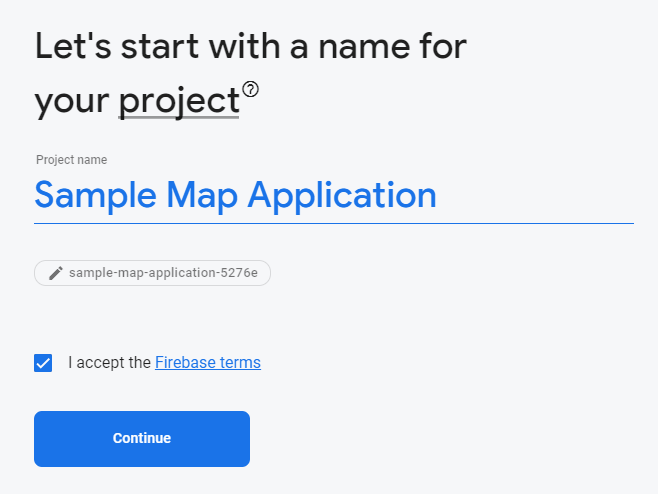 Let's start with a name for
your project
Project name
Sample Map Application
sample-map-application-5276e
I accept the Firebase terms
Continue